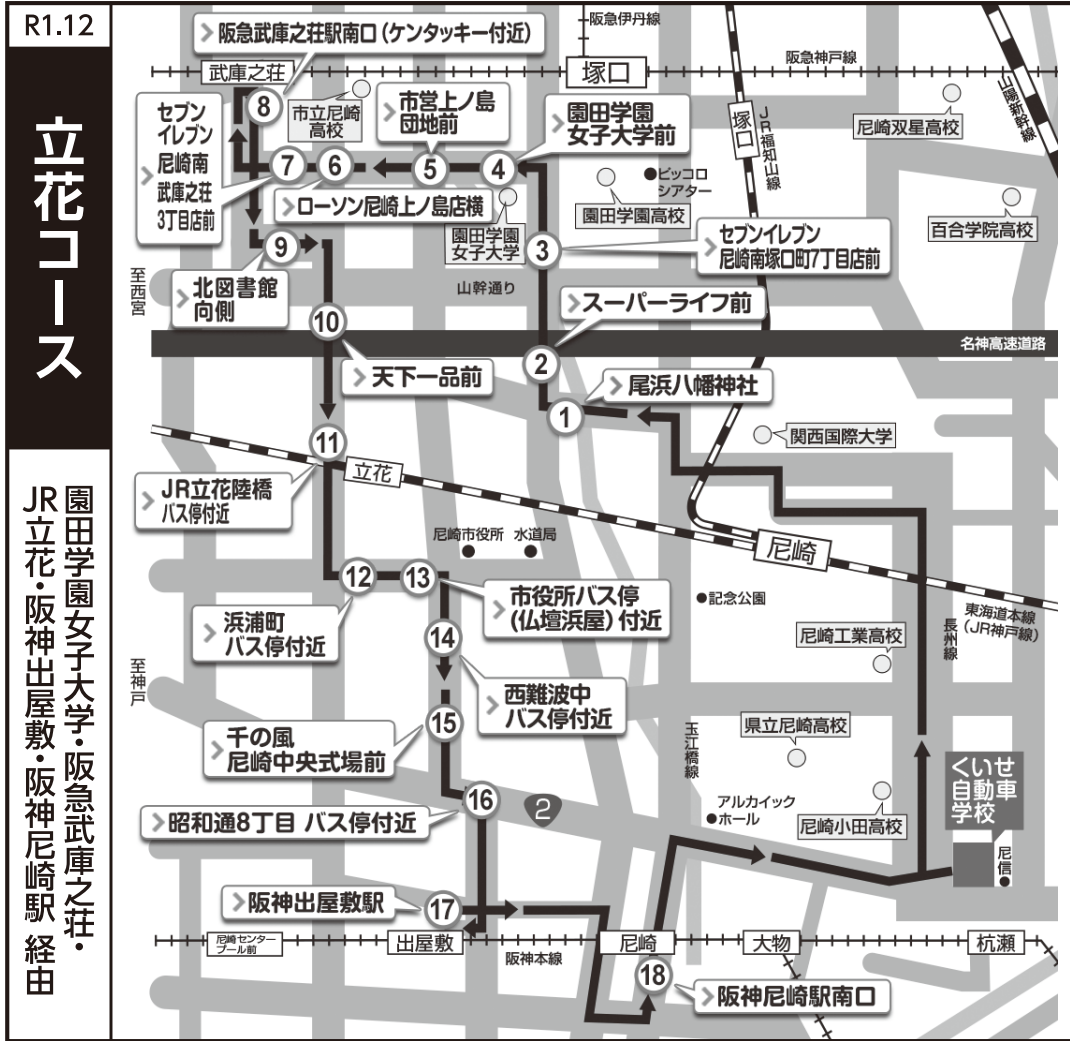 R1.12
立花コース
園田学園女子大学・阪急武庫之荘・
JR立花・阪神出屋敷・阪神尼崎駅 経由
阪急武庫之荘駅南口(ケンタッキー付近)
阪急伊丹線
阪急神戸線
山陽新幹線
武庫之荘
塚口
8
市立尼崎
高校
市営上ノ島
団地前
園田学園
女子大学前
塚口
JR福知山線
尼崎双星高校
セブン
イレブン
尼崎南
武庫之荘
3丁目店前
7
6
5
4
ピッコロ
シアター
ローソン尼崎上ノ島店横
園田学園
女子大学
園田学園高校
百合学院高校
9
3
セブンイレブン
尼崎南塚口町7丁目店前
至西宮
北図書館
向側
山幹通り
スーパーライフ前
10
名神高速道路
2
天下一品前
尾浜八幡神社
1
11
関西国際大学
立花
JR立花陸橋
バス停付近
尼崎市役所
水道局
尼崎
12
13
市役所バス停
(仏壇浜屋)付近
記念公園
東海道本線
(JR神戸線)
浜浦町
バス停付近
14
尼崎工業高校
長州線
至神戸
西難波中
バス停付近
15
千の風
尼崎中央式場前
玉江橋線
県立尼崎高校
くいせ
自動車
学校
16
2
アルカイック
ホール
昭和通8丁目 バス停付近
尼崎小田高校
尼信
阪神出屋敷駅
17
尼崎センター
プール前
出屋敷
阪神本線
尼崎
大物
杭瀬
18
阪神尼崎駅南口